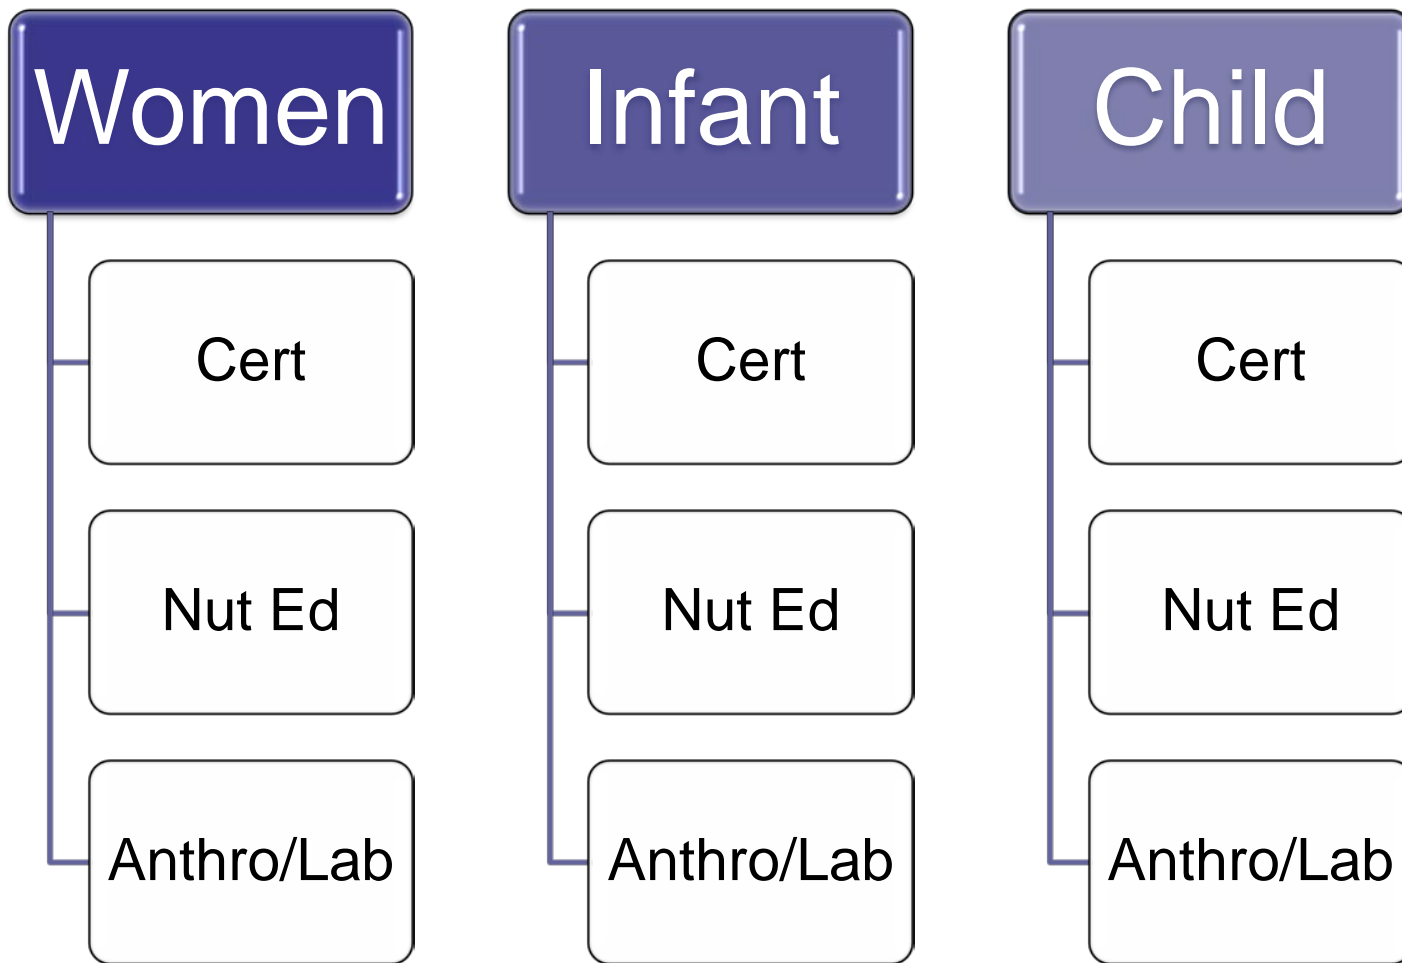 Women
Cert
Nut Ed
Anthro/Lab
Infant
Cert
Nut Ed
Anthro/Lab
Child
Cert
Nut Ed
Anthro/Lab